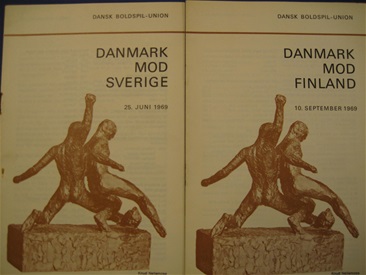 DANSK BOLDSPIL-UNION
DANMARK
MOD
SVERIGE
25. JUNI 1969
DANSK BOLDSPIL-UNION
DANMARK
MOD
FINLAND
10. SEPTEMBER 1969